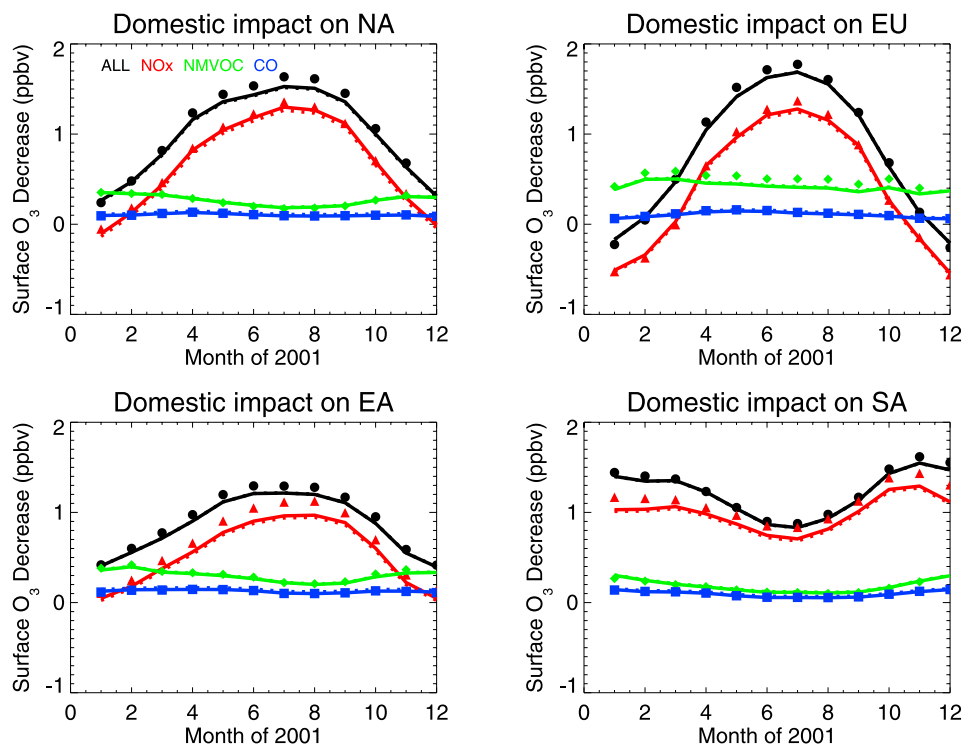 Domestic impact on NA
ALL NOx NMVOC CO
Surface O3 Decrease (ppbv)
2
1
0
-1
0 2 4 6 8 10 12
Month of 2001
Domestic impact on EU
Surface O3 Decrease (ppbv)
2
1
0
-1
0 2 4 6 8 10 12
Month of 2001
Domestic impact on EA
Surface O3 Decrease (ppbv)
2
1
0
-1
0 2 4 6 8 10 12
Month of 2001
Domestic impact on SA
Surface O3 Decrease (ppbv)
2
1
0
-1
0 2 4 6 8 10 12
Month of 2001